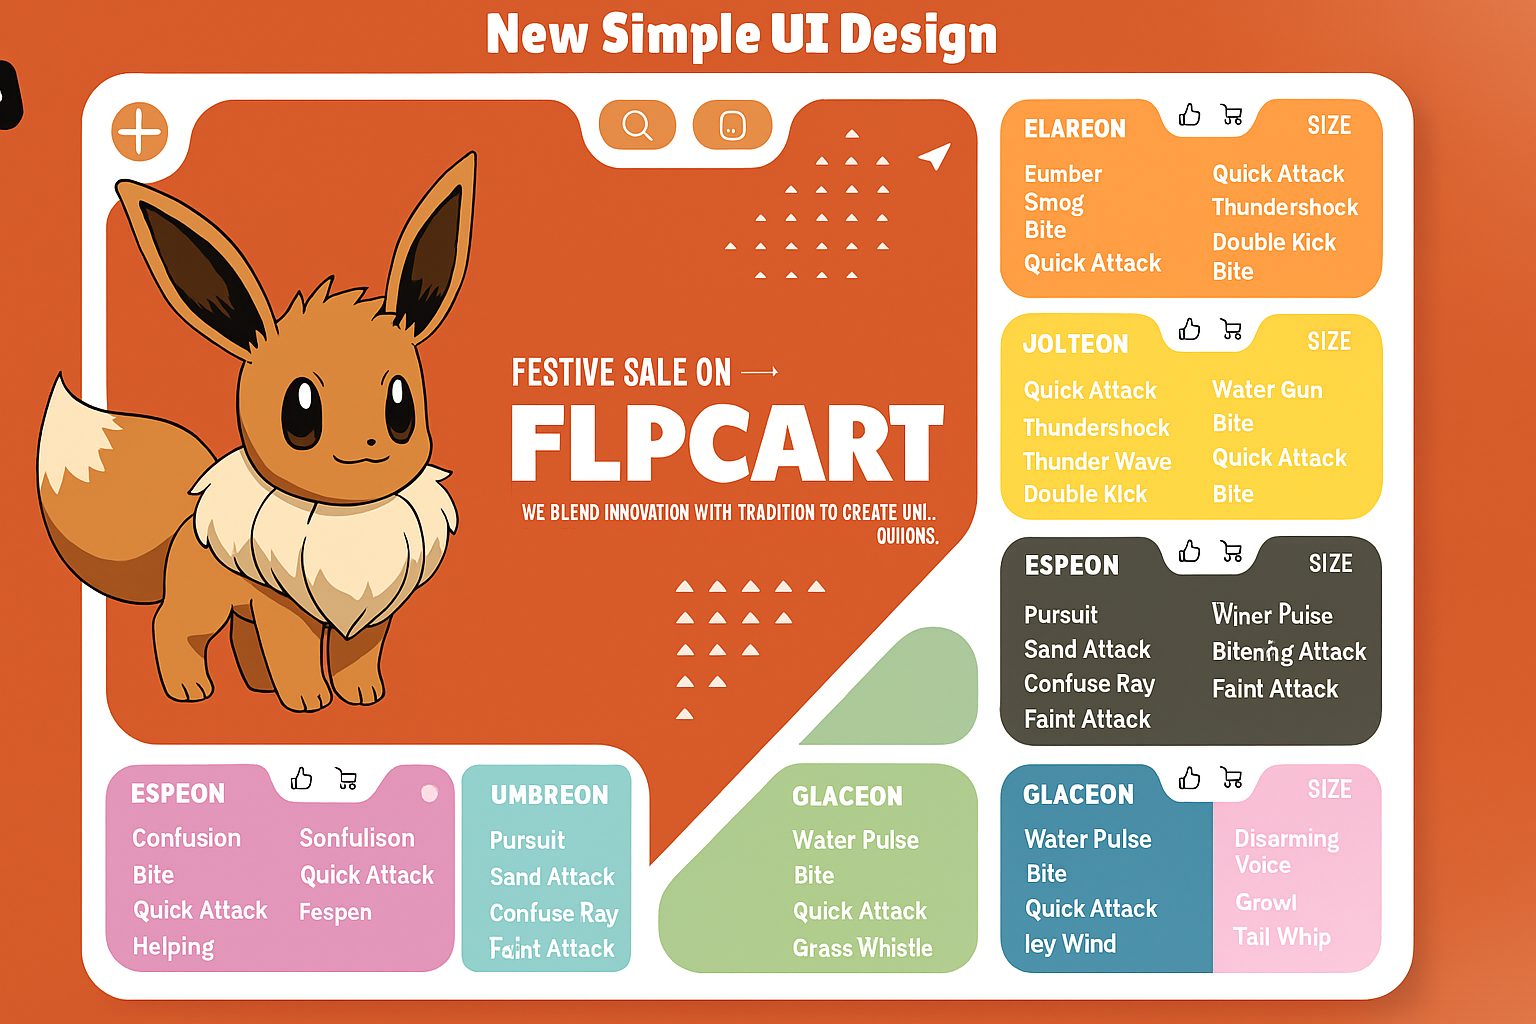 New Simple UI Design
FESTIVE SALE ON
FLPCART
WE BLEND INNOVATION WITH TRADITION TO CREATE UNI..
QUIIONS.
ELAREON
SIZE
Eumber
Smog
Bite
Quick Attack
Quick Attack
Thundershock
Double Kick
Bite
JOLTEON
SIZE
Quick Attack
Thundershock
Thunder Wave
Double KIck
Water Gun
Bite
Quick Attack
Bite
ESPEON
SIZE
Pursuit
Sand Attack
Confuse Ray
Faint Attack
Winer Puise
Attack
Faint Attack
ESPEON
Confusion
Bite
Quick Attack
Helping
Sonfulison
Quick Attack
Fespen
UMBREON
Pursuit
Sand Attack
Confuse Ray
Faint Attack
GLACEON
Water Pulse
Bite
Quick Attack
Grass Whistle
GLACEON
SIZE
Water Pulse
Bite
Quick Attack
ley Wind
Disarming
Voice
Growl
Tail Whip